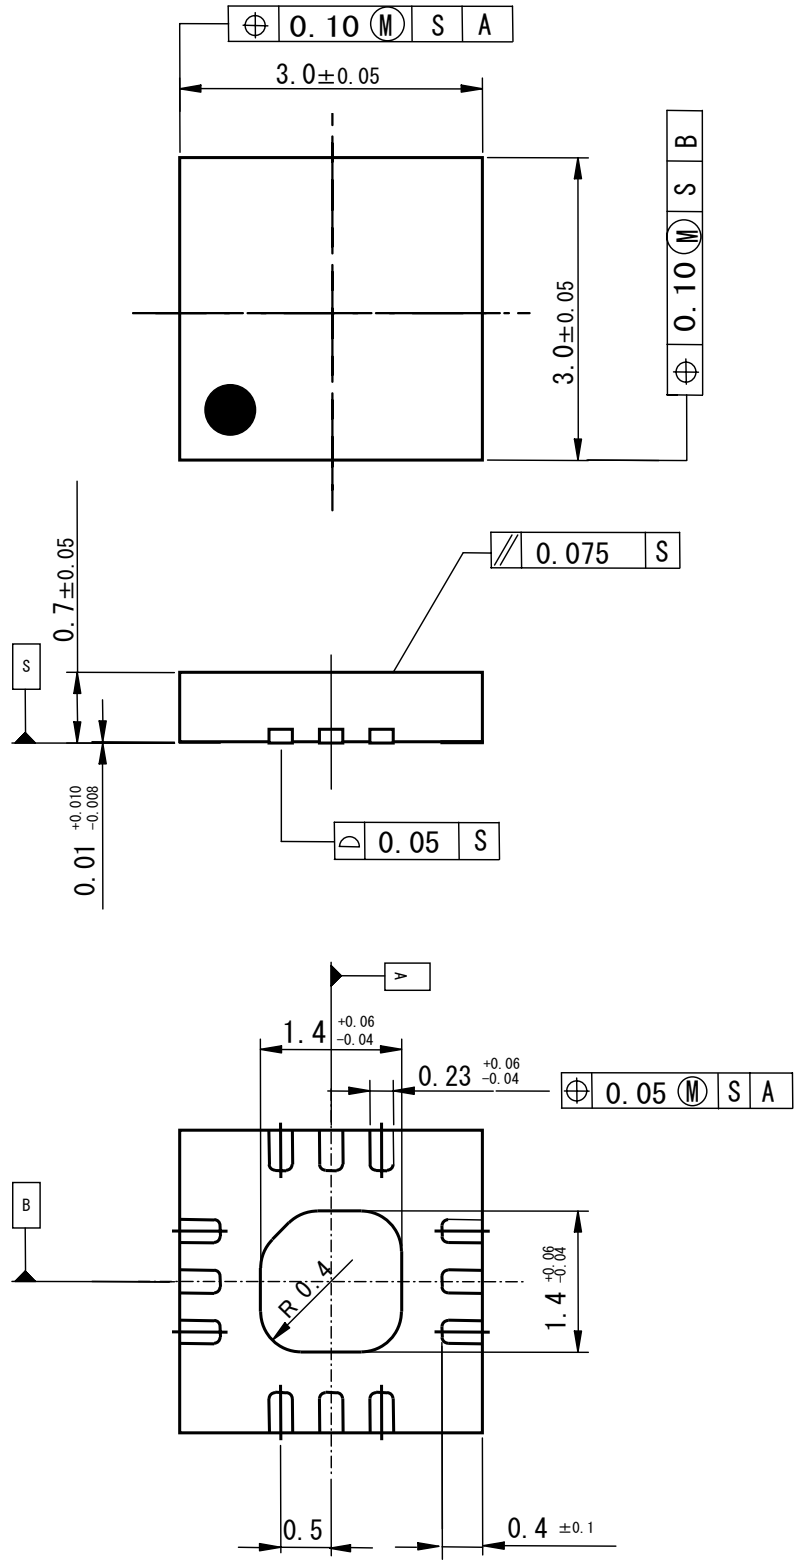 ⌖ 0.10 Ⓜ S A
3.0±0.05
3.0±0.05
⌖ 0.10 Ⓜ S B
0.7±0.05
⫽ 0.075 S
S
0.01 +0.010 -0.008
⌓ 0.05 S
A
1.4 +0.06 -0.04
0.23 +0.06 -0.04
⌖ 0.05 Ⓜ S A
B
R 0.4
1.4 +0.06 -0.04
0.5
0.4 ±0.1